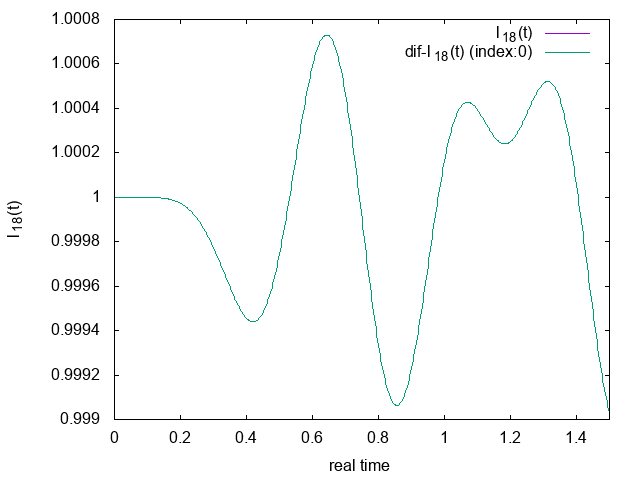 1.0008
1.0006
1.0004
1.0002
1
0.9998
0.9996
0.9994
0.9992
0.999
0 0.2 0.4 0.6 0.8 1 1.2 1.4
I18(t)
real time
I18(t)
dif-I18(t) (index:0)